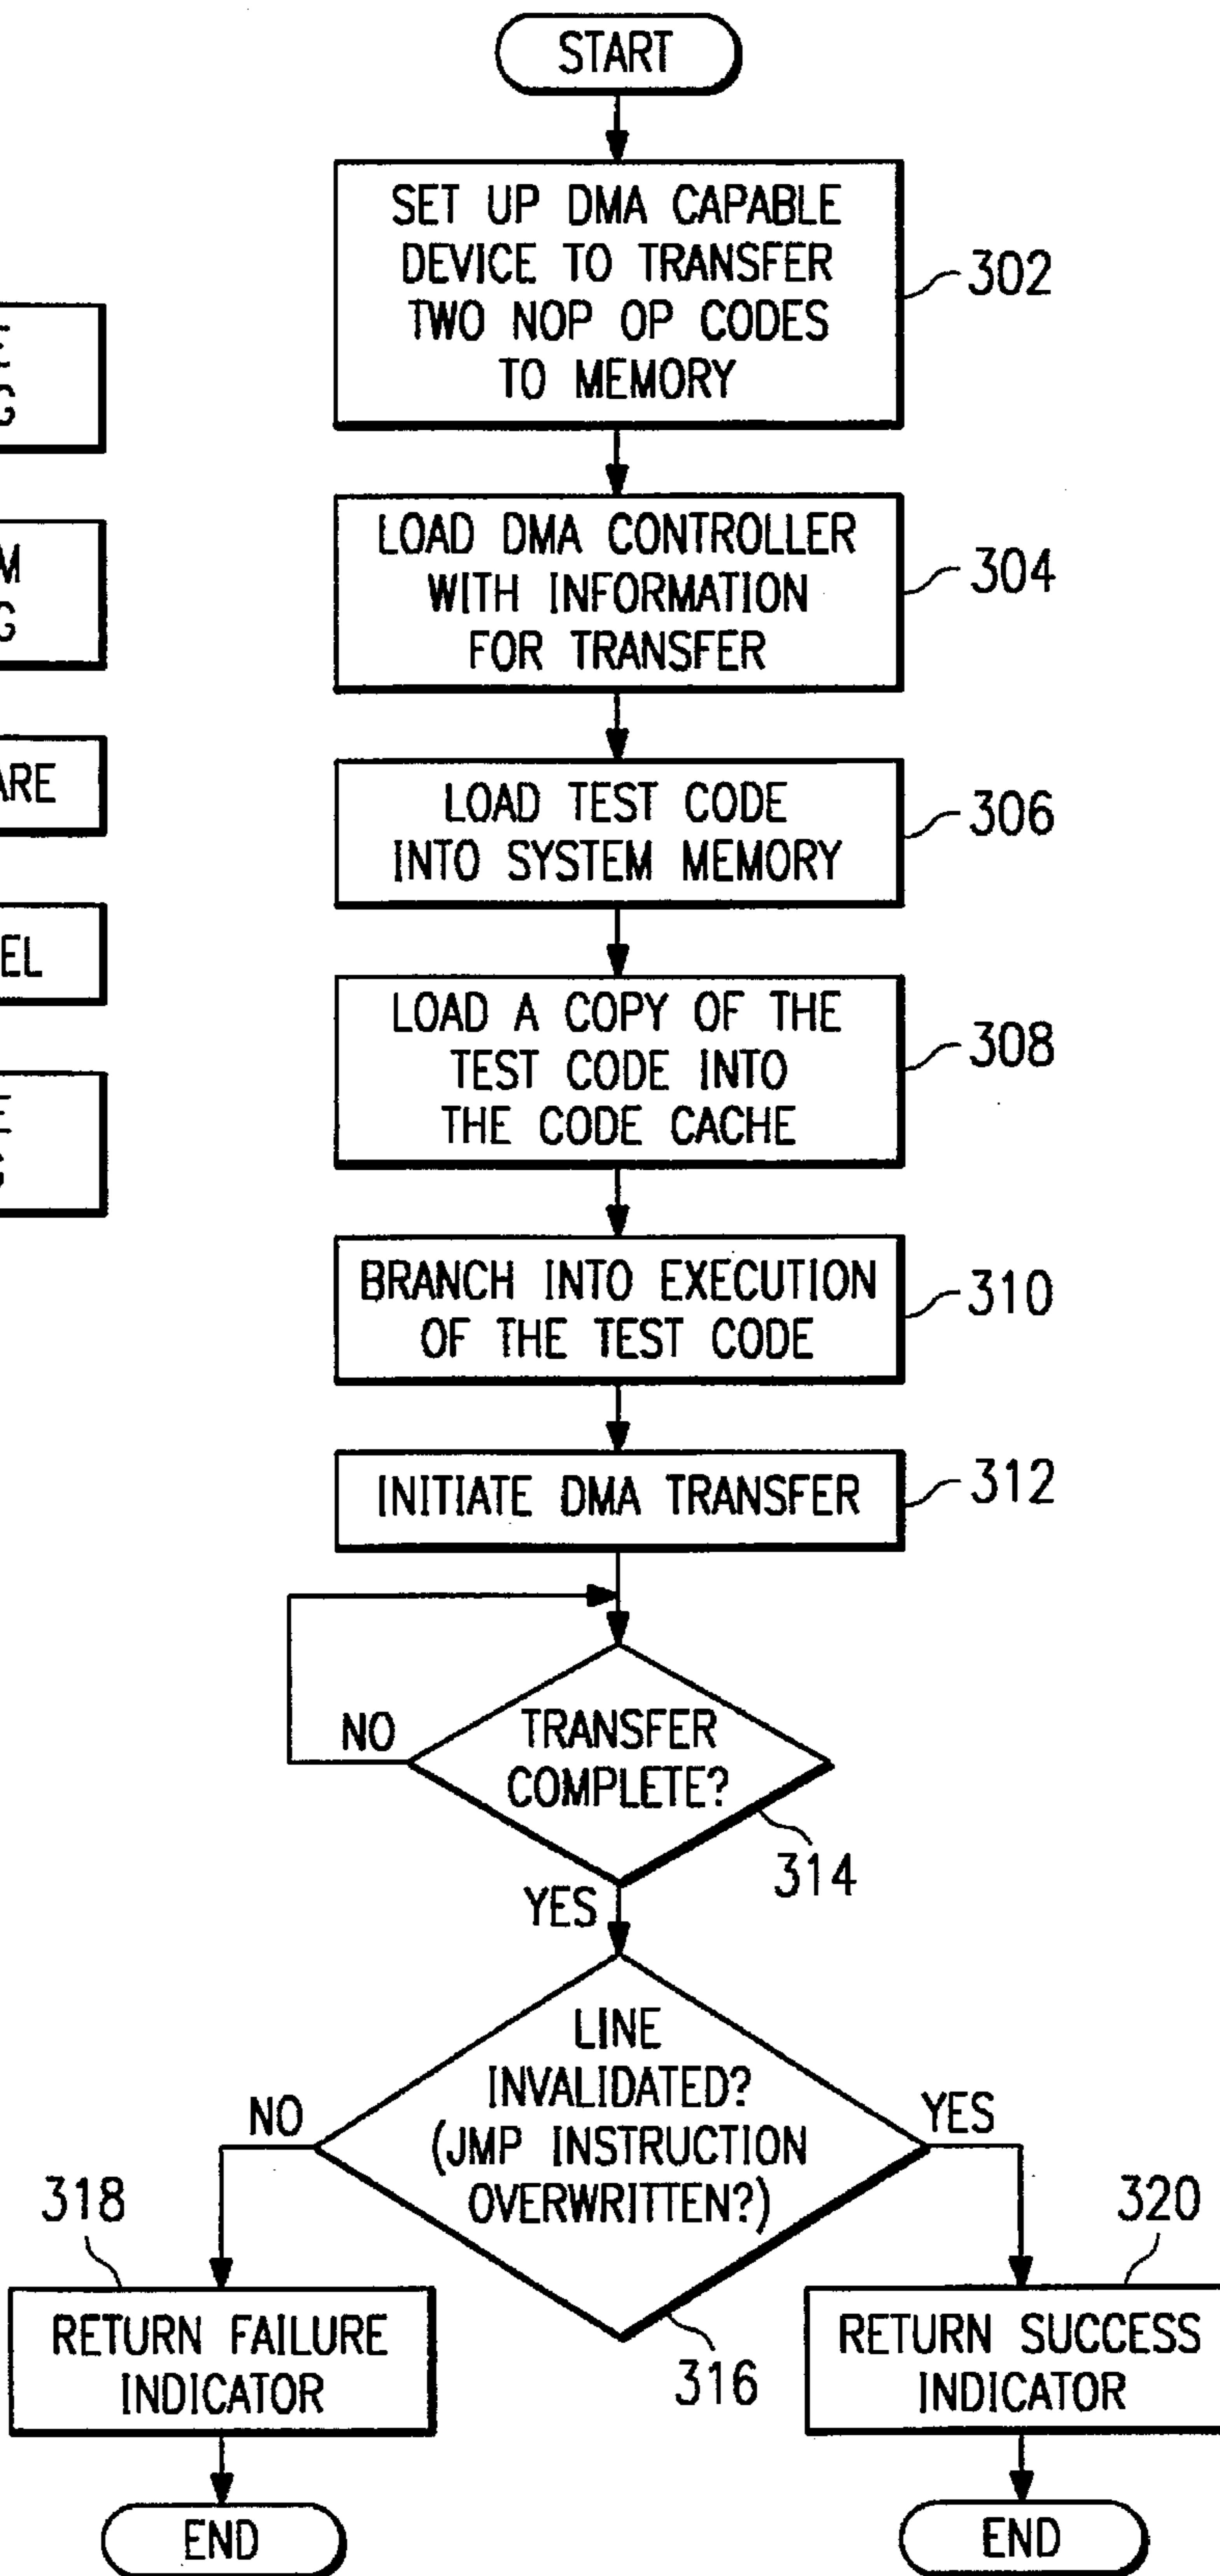 START
SET UP DMA CAPABLE
DEVICE TO TRANSFER
TWO NOP OP CODES
TO MEMORY
302
LOAD DMA CONTROLLER
WITH INFORMATION
FOR TRANSFER
304
LOAD TEST CODE
INTO SYSTEM MEMORY
306
LOAD A COPY OF THE
TEST CODE INTO
THE CODE CACHE
308
BRANCH INTO EXECUTION
OF THE TEST CODE
310
INITIATE DMA TRANSFER
312
TRANSFER
COMPLETE?
NO
314
YES
LINE
INVALIDATED?
(JMP INSTRUCTION
OVERWRITTEN?)
NO
YES
316
318
RETURN FAILURE
INDICATOR
320
RETURN SUCCESS
INDICATOR
END
END